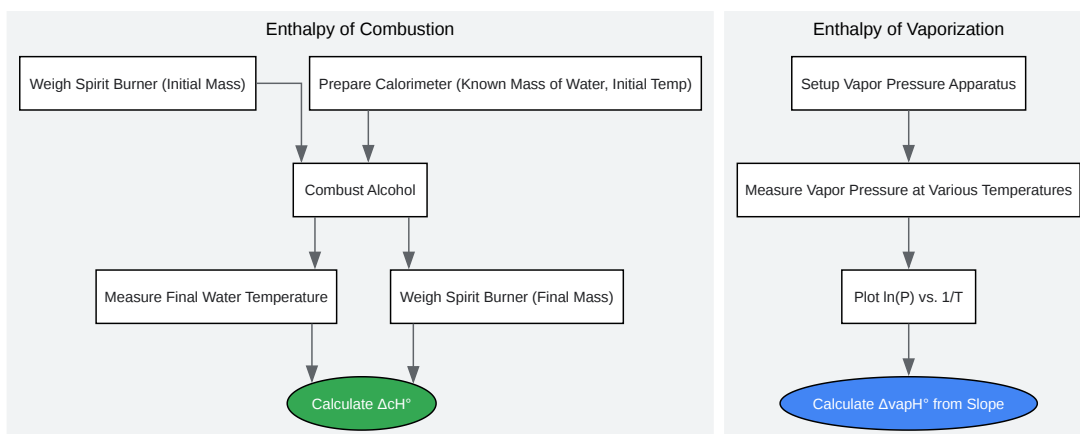 Enthalpy of Combustion
Weigh Spirit Burner (Initial Mass)
Prepare Calorimeter (Known Mass of Water, Initial Temp)
Combust Alcohol
Measure Final Water Temperature
Weigh Spirit Burner (Final Mass)
Calculate ΔcH°
Enthalpy of Vaporization
Setup Vapor Pressure Apparatus
Measure Vapor Pressure at Various Temperatures
Plot ln(P) vs. 1/T
Calculate ΔvapH° from Slope